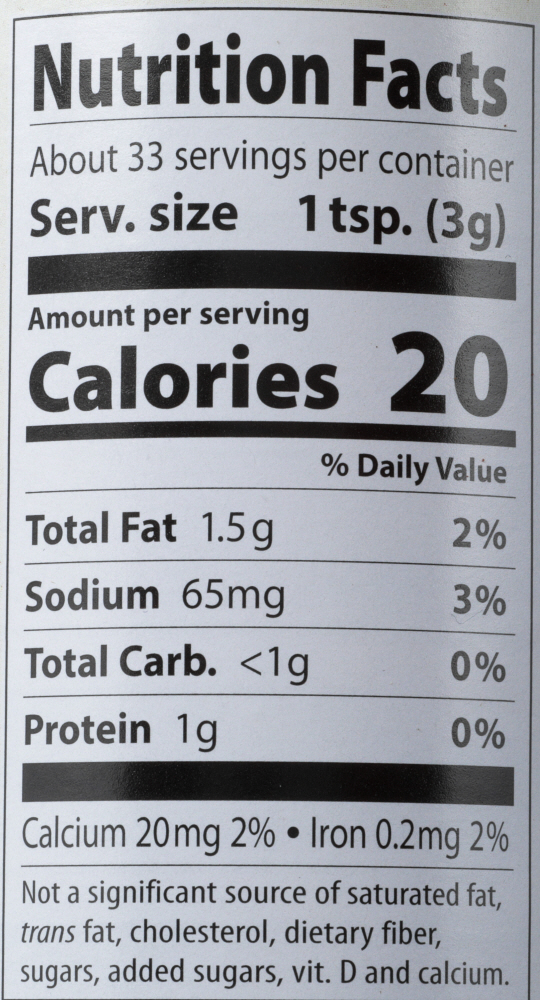 Nutrition Facts
About 33 servings per container
Serv. size 1 tsp. (3g)
Amount per serving
Calories 20
% Daily Value
Total Fat 1.5g 2%
Sodium 65mg 3%
Total Carb. <1g 0%
Protein 1g 0%
Calcium 20mg 2% • Iron 0.2mg 2%
Not a significant source of saturated fat,
trans fat, cholesterol, dietary fiber,
sugars, added sugars, vit. D and calcium.